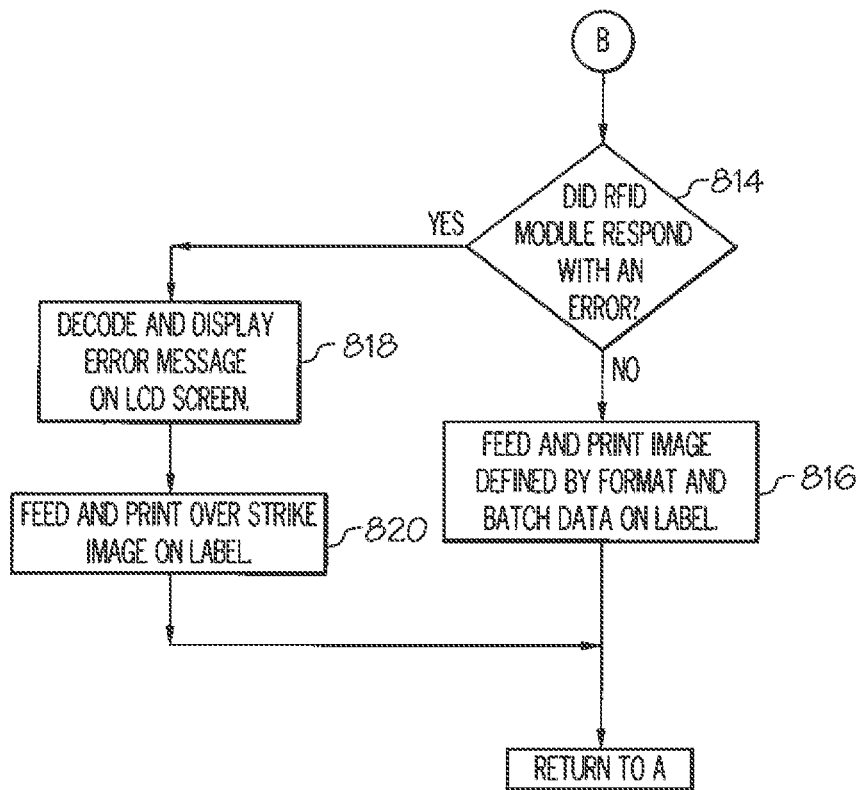 B
DID RFID
MODULE RESPOND
WITH AN
ERROR?
814
YES
NO
DECODE AND DISPLAY
ERROR MESSAGE
ON LCD SCREEN.
818
FEED AND PRINT IMAGE
DEFINED BY FORMAT AND
BATCH DATA ON LABEL.
816
FEED AND PRINT OVER STRIKE
IMAGE ON LABEL.
820
RETURN TO A